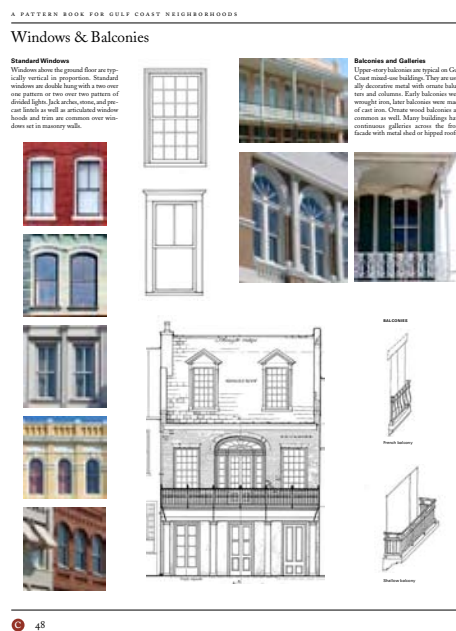 A PATTERN BOOK FOR GULF COAST NEIGHBORHOODS
Windows & Balconies
Standard Windows
Windows above the ground floor are typ-
ically vertical in proportion. Standard
windows are double hung with a two over
one pattern or two over two pattern of
divided lights. Jack arches, stone, and pre-
cast lintels as well as articulated window
hoods and trim are common over win-
dows set in masonry walls.
Balconies and Galleries
Upper-story balconies are typical on Gu
Coast mixed-use buildings. They are us
ally decorative metal with ornate balu
ters and columns. Early balconies we
wrought iron, later balconies were ma
of cast iron. Ornate wood balconies a
common as well. Many buildings ha
continuous galleries across the fro
facade with metal shed or hipped roof
BALCONIES
French balcony
Shallow balcony
C 48